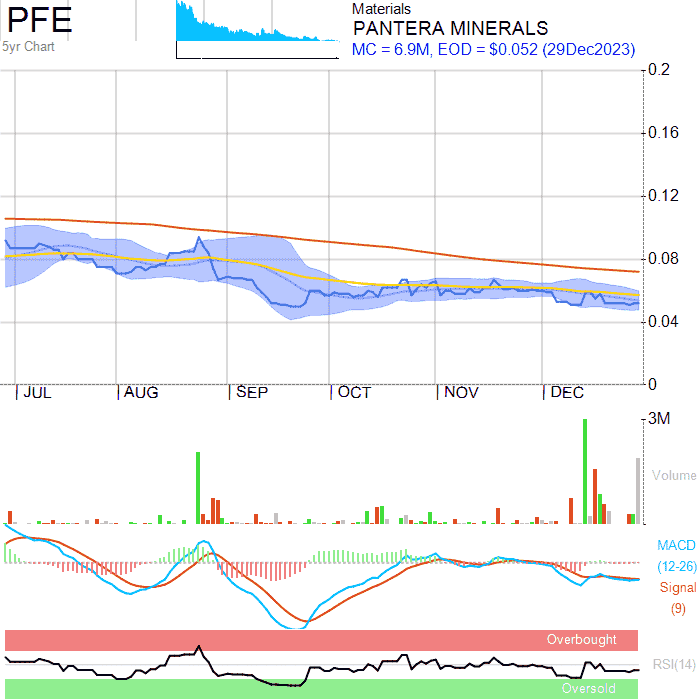 PFE
5yr Chart
Materials
PANTERA MINERALS
MC = 6.9M, EOD = $0.052 (29Dec2023)
0.2
0.16
0.12
0.08
0.04
0
JUL AUG SEP OCT NOV DEC
3M
Volume
MACD
(12-26)
Signal
(9)
Overbought
RSI(14)
Oversold